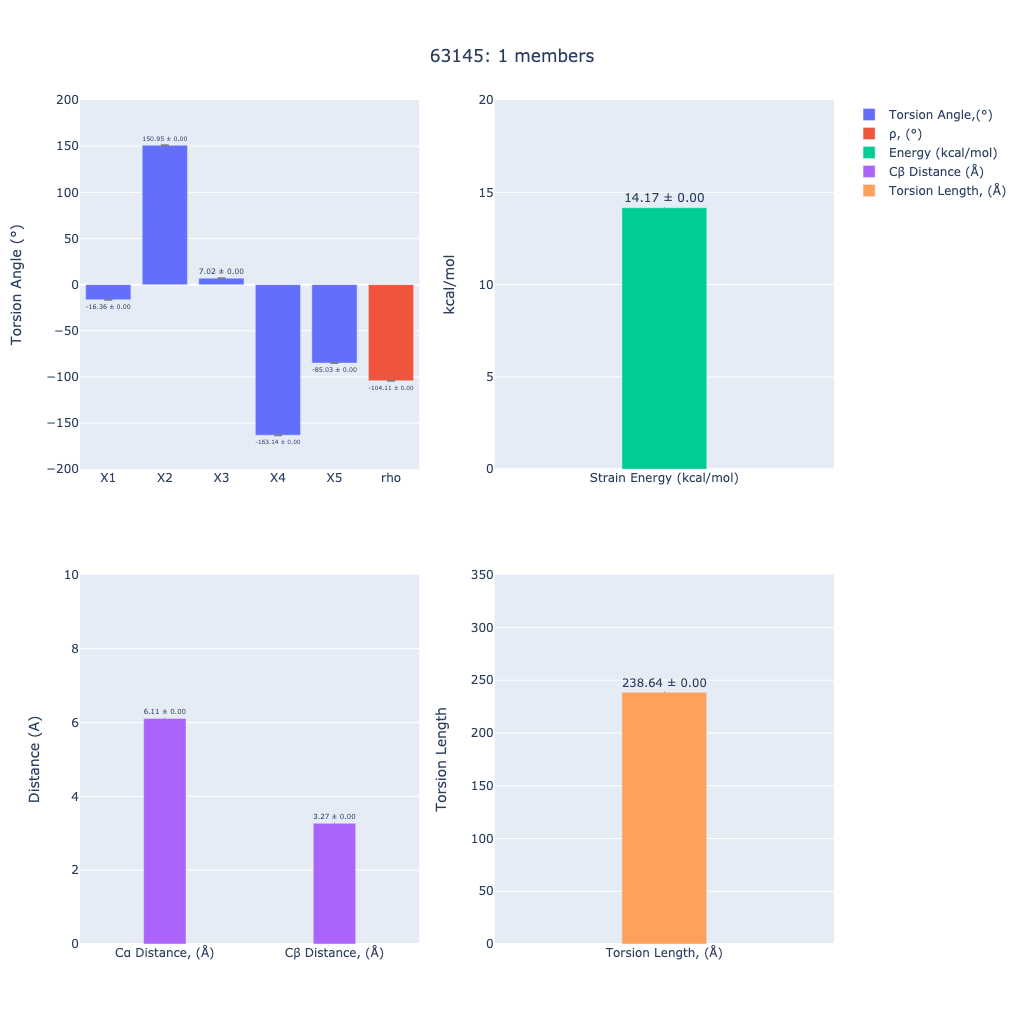 63145: 1 members
Torsion Angle (°)
200
150
100
50
0
−50
−100
−150
−200
-16.36 ± 0.00
150.95 ± 0.00
7.02 ± 0.00
-163.14 ± 0.00
-85.03 ± 0.00
-104.11 ± 0.00
X1 X2 X3 X4 X5 rho
kcal/mol
20
15
10
5
0
14.17 ± 0.00
Strain Energy (kcal/mol)
Torsion Angle,(°)
ρ, (°)
Energy (kcal/mol)
Cβ Distance (Å)
Torsion Length, (Å)
Distance (A)
10
8
6
4
2
0
6.11 ± 0.00
3.27 ± 0.00
Cα Distance, (Å) Cβ Distance, (Å)
Torsion Length
350
300
250
200
150
100
50
0
238.64 ± 0.00
Torsion Length, (Å)